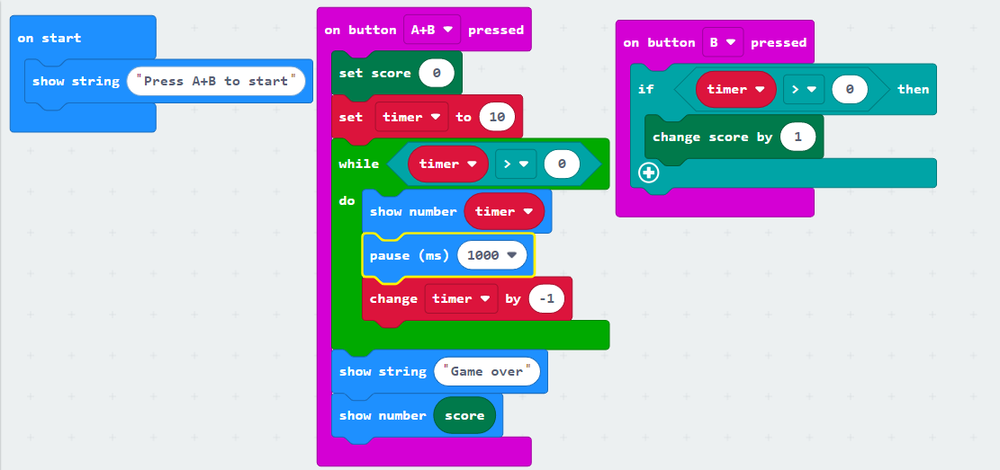 on start
show string "Press A+B to start"
on button A+B pressed
set score 0
set timer to 10
while timer > 0
do
show number timer
pause (ms) 1000
change timer by -1
show string "Game over"
show number score
on button B pressed
if timer > 0 then
change score by 1